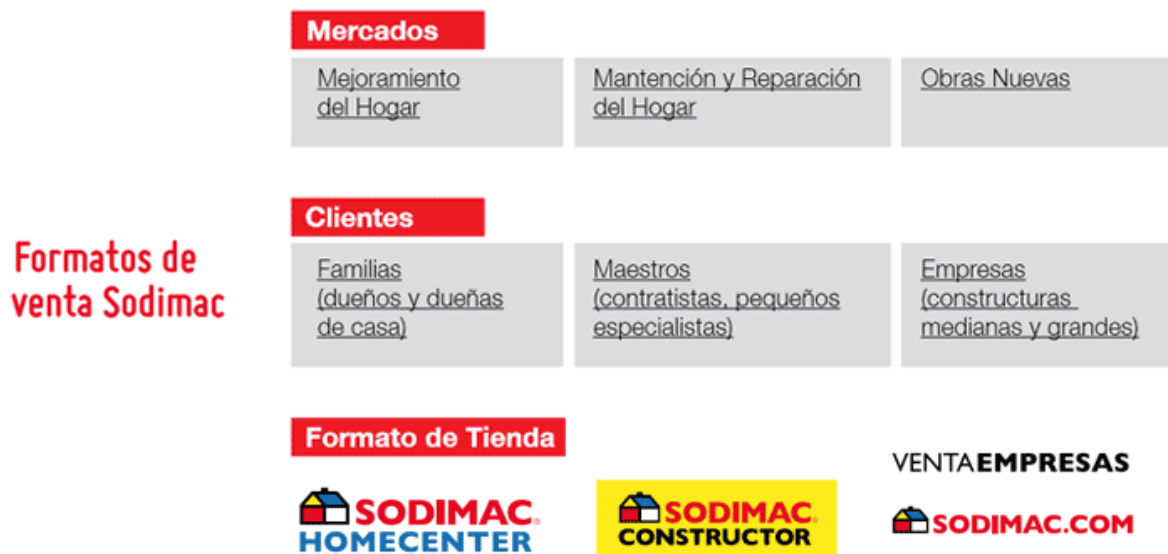 Mercados
Mejoramiento
del Hogar
Mantención y Reparación
del Hogar
Obras Nuevas
Formatos de
venta Sodimac
Clientes
Familias
(dueños y dueñas
de casa)
Maestros
(contratistas, pequeños
especialistas)
Empresas
(constructuras
medianas y grandes)
Formato de Tienda
SODIMAC®
HOMECENTER
SODIMAC®
CONSTRUCTOR
VENTAEMPRESAS
SODIMAC.COM